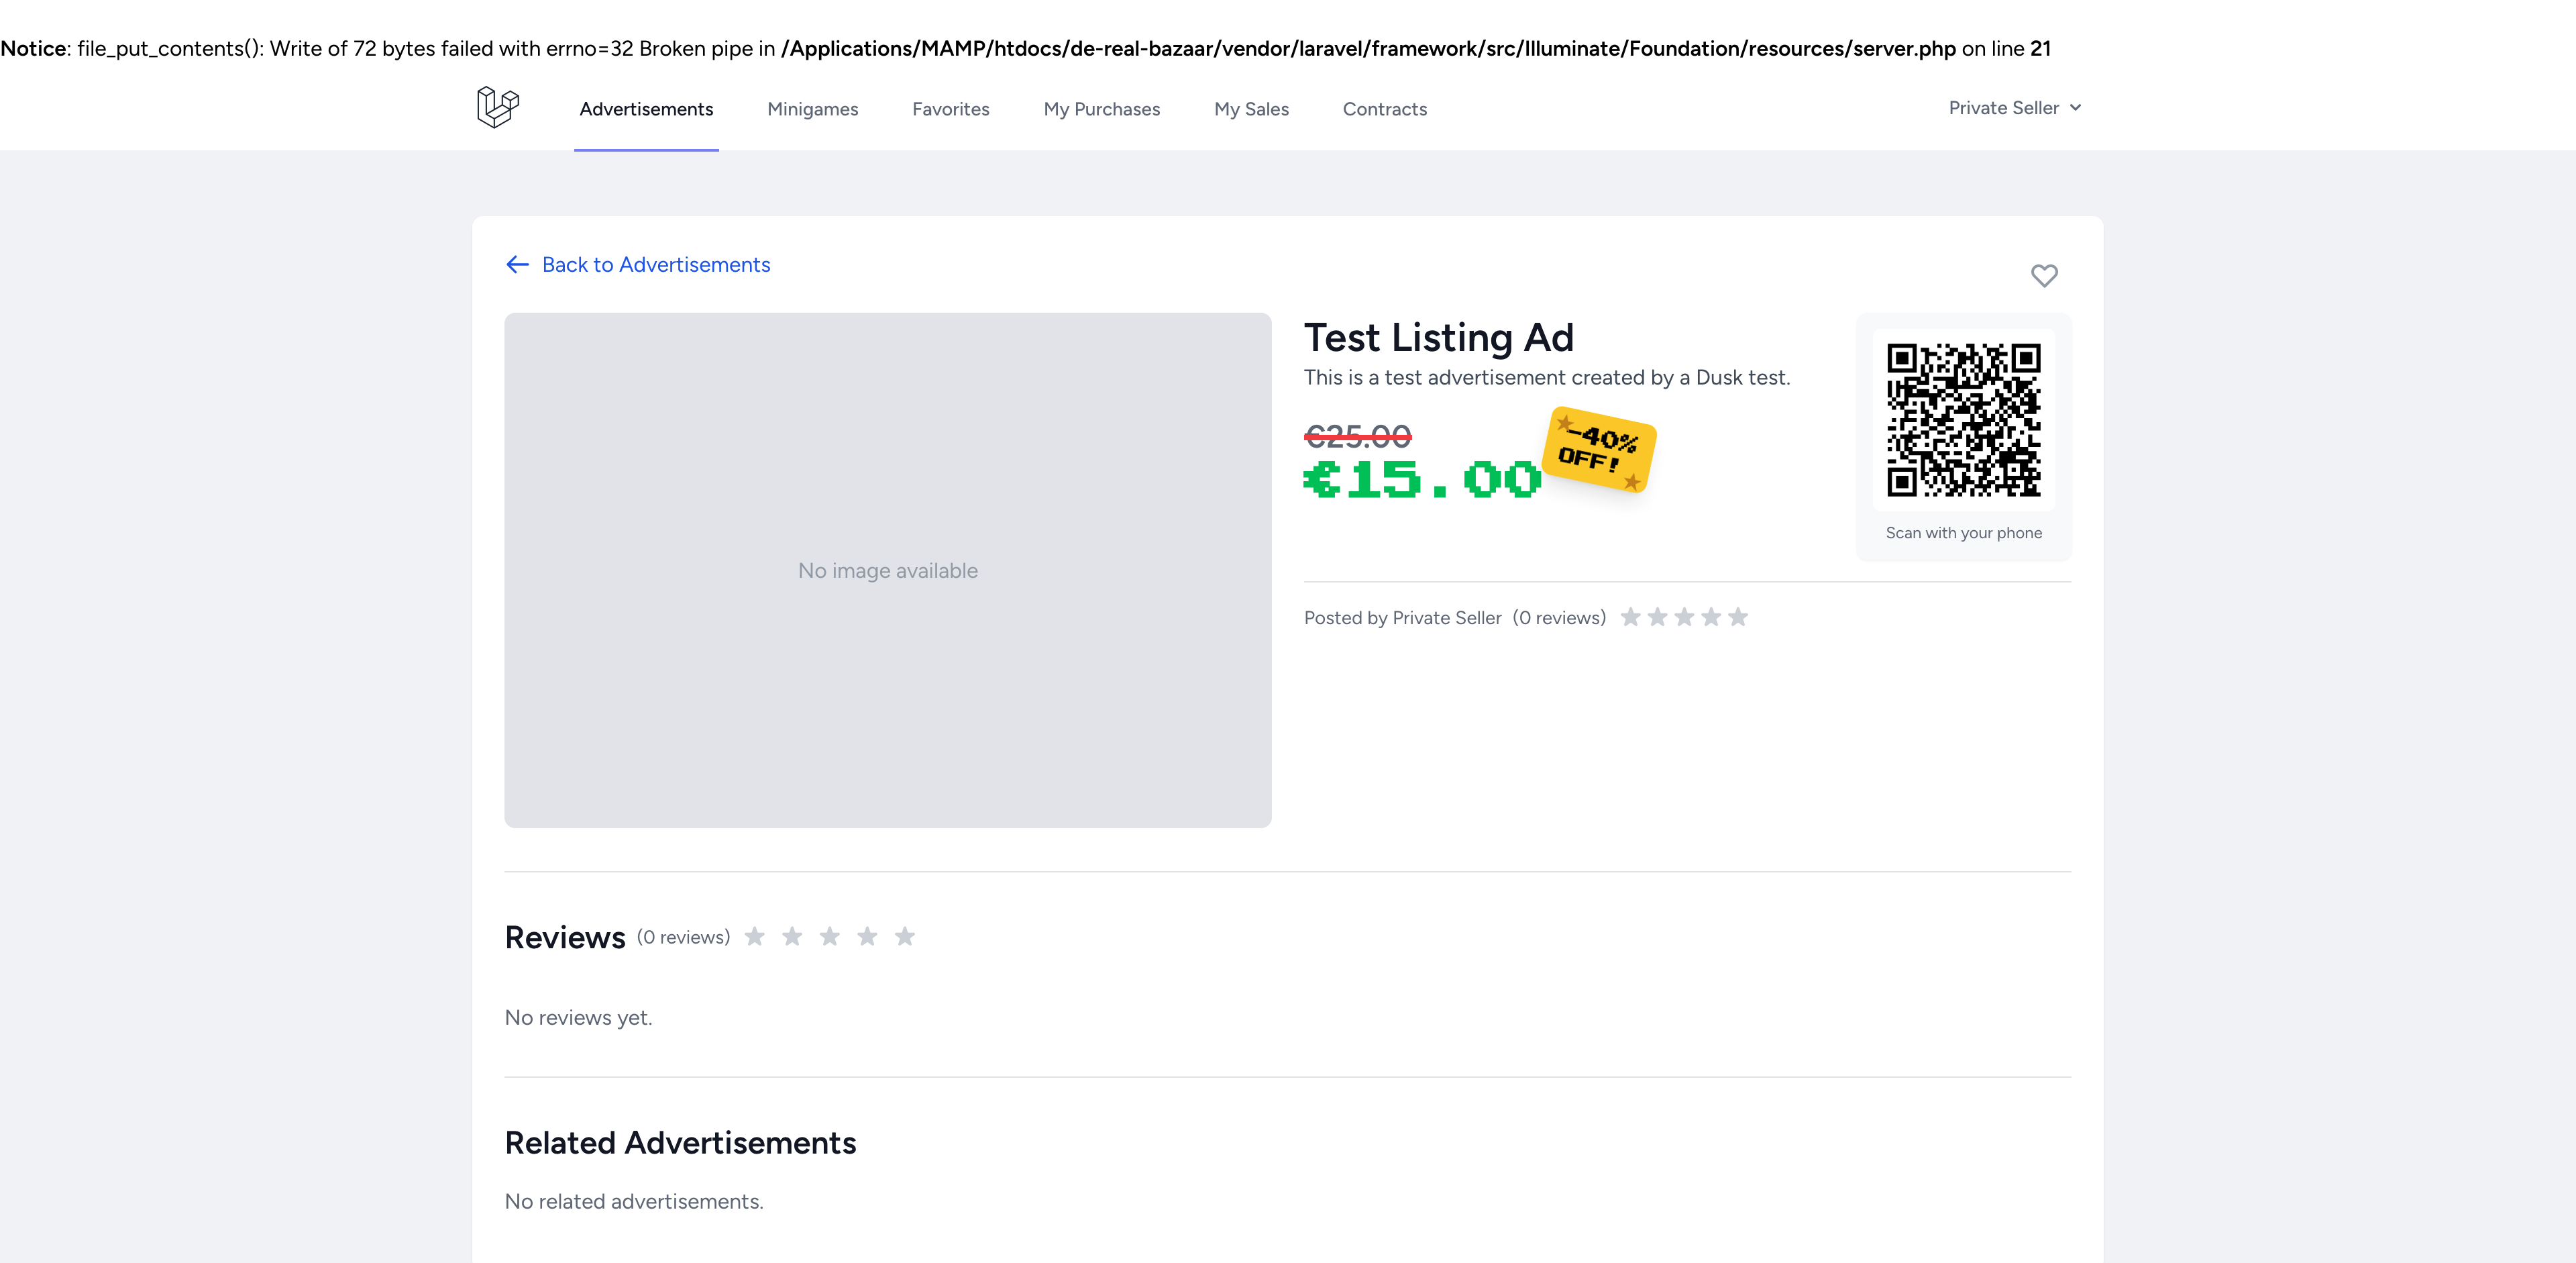 Notice: file_put_contents(): Write of 72 bytes failed with errno=32 Broken pipe in /Applications/MAMP/htdocs/de-real-bazaar/vendor/laravel/framework/src/Illuminate/Foundation/resources/server.php on line 21
Advertisements Minigames Favorites My Purchases My Sales Contracts Private Seller
Back to Advertisements
No image available
Test Listing Ad
This is a test advertisement created by a Dusk test.
€25.00
€15.00
-40%
OFF!
Scan with your phone
Posted by Private Seller (0 reviews)
Reviews (0 reviews)
No reviews yet.
Related Advertisements
No related advertisements.